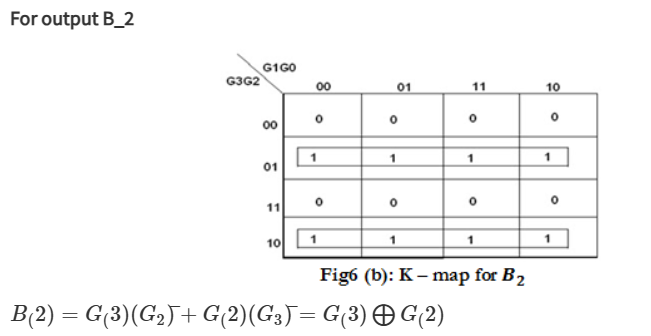 For output B_2
G1G0
G3G2
00 01 11 10
00 0 0 0 0
01 1 1 1 1
11 0 0 0 0
10 1 1 1 1
Fig6 (b): K – map for B₂
B₍2) = G₍3)(G₂)‾ + G₍2)(G₃)‾ = G₍3) ⊕ G₍2)